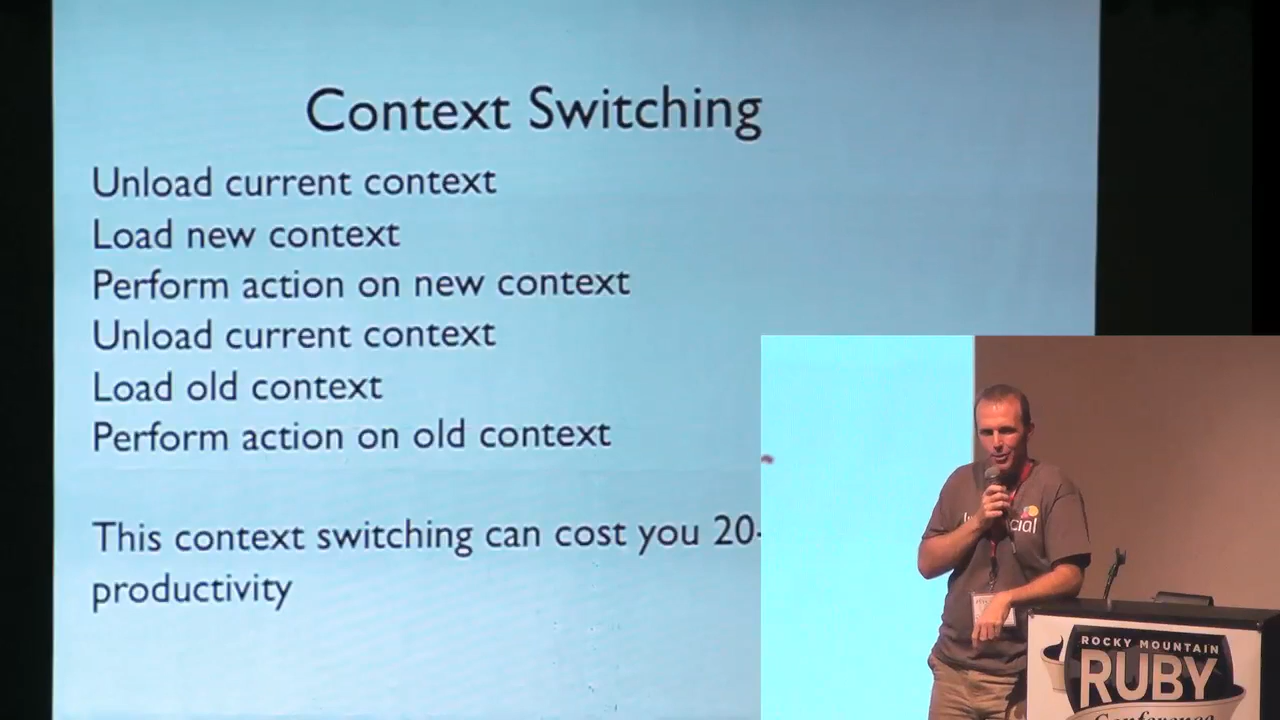 Context Switching
Unload current context
Load new context
Perform action on new context
Unload current context
Load old context
Perform action on old context
This context switching can cost you 20-
productivity
ROCKY MOUNTAIN
RUBY
Conference